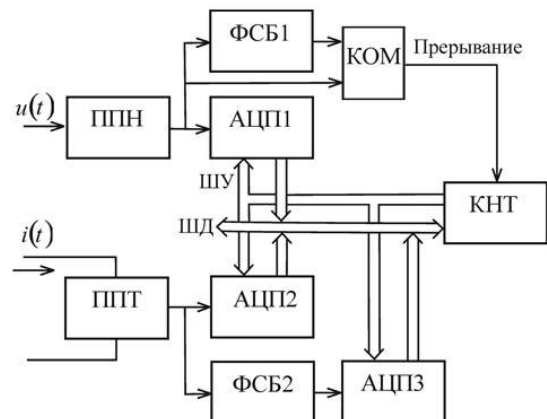 ФСБ1
КОМ
Прерывание
u(t)
ППН
АЦП1
ШУ
КНТ
ШД
i(t)
ППТ
АЦП2
ФСБ2
АЦП3